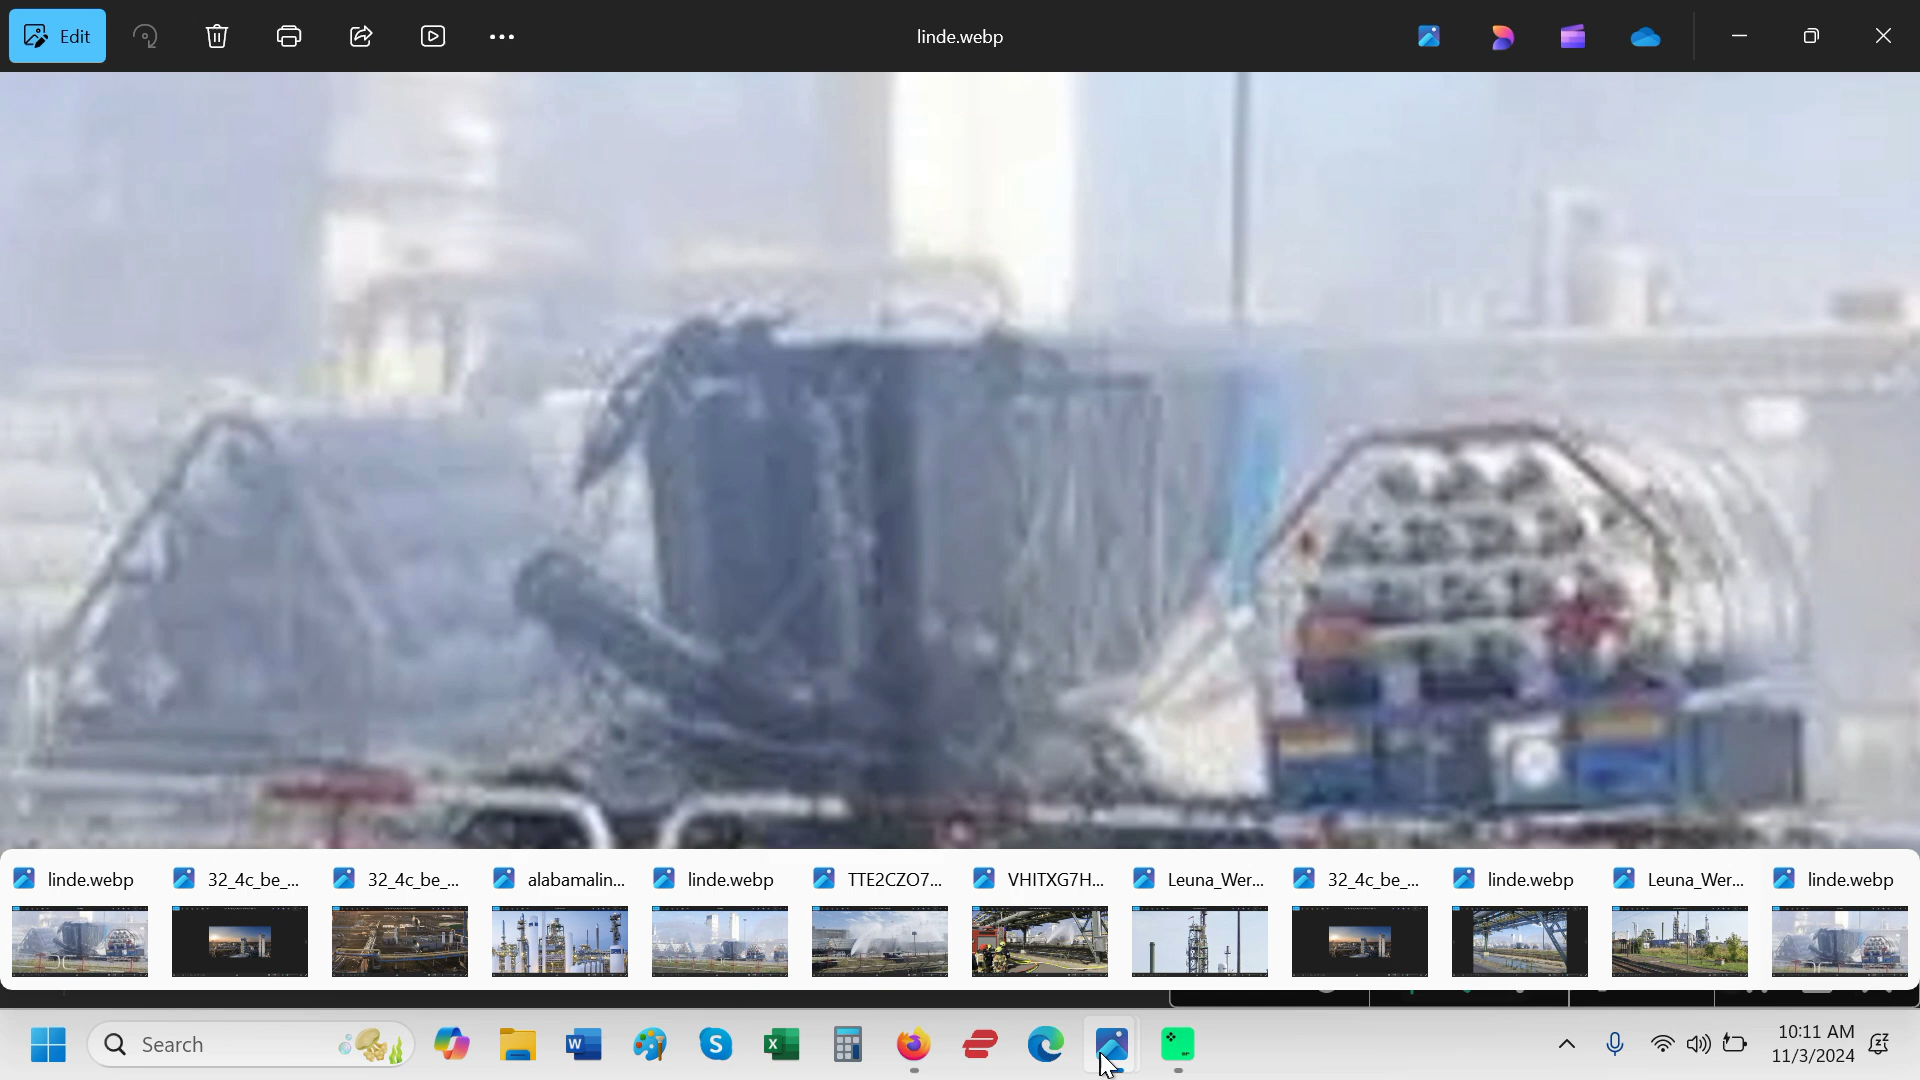 Edit
linde.webp
linde.webp
32_4c_be_...
32_4c_be_...
alabamalin...
linde.webp
TTE2CZO7...
VHITXG7H...
Leuna_Wer...
32_4c_be_...
linde.webp
Leuna_Wer...
linde.webp
Search
10:11 AM
11/3/2024